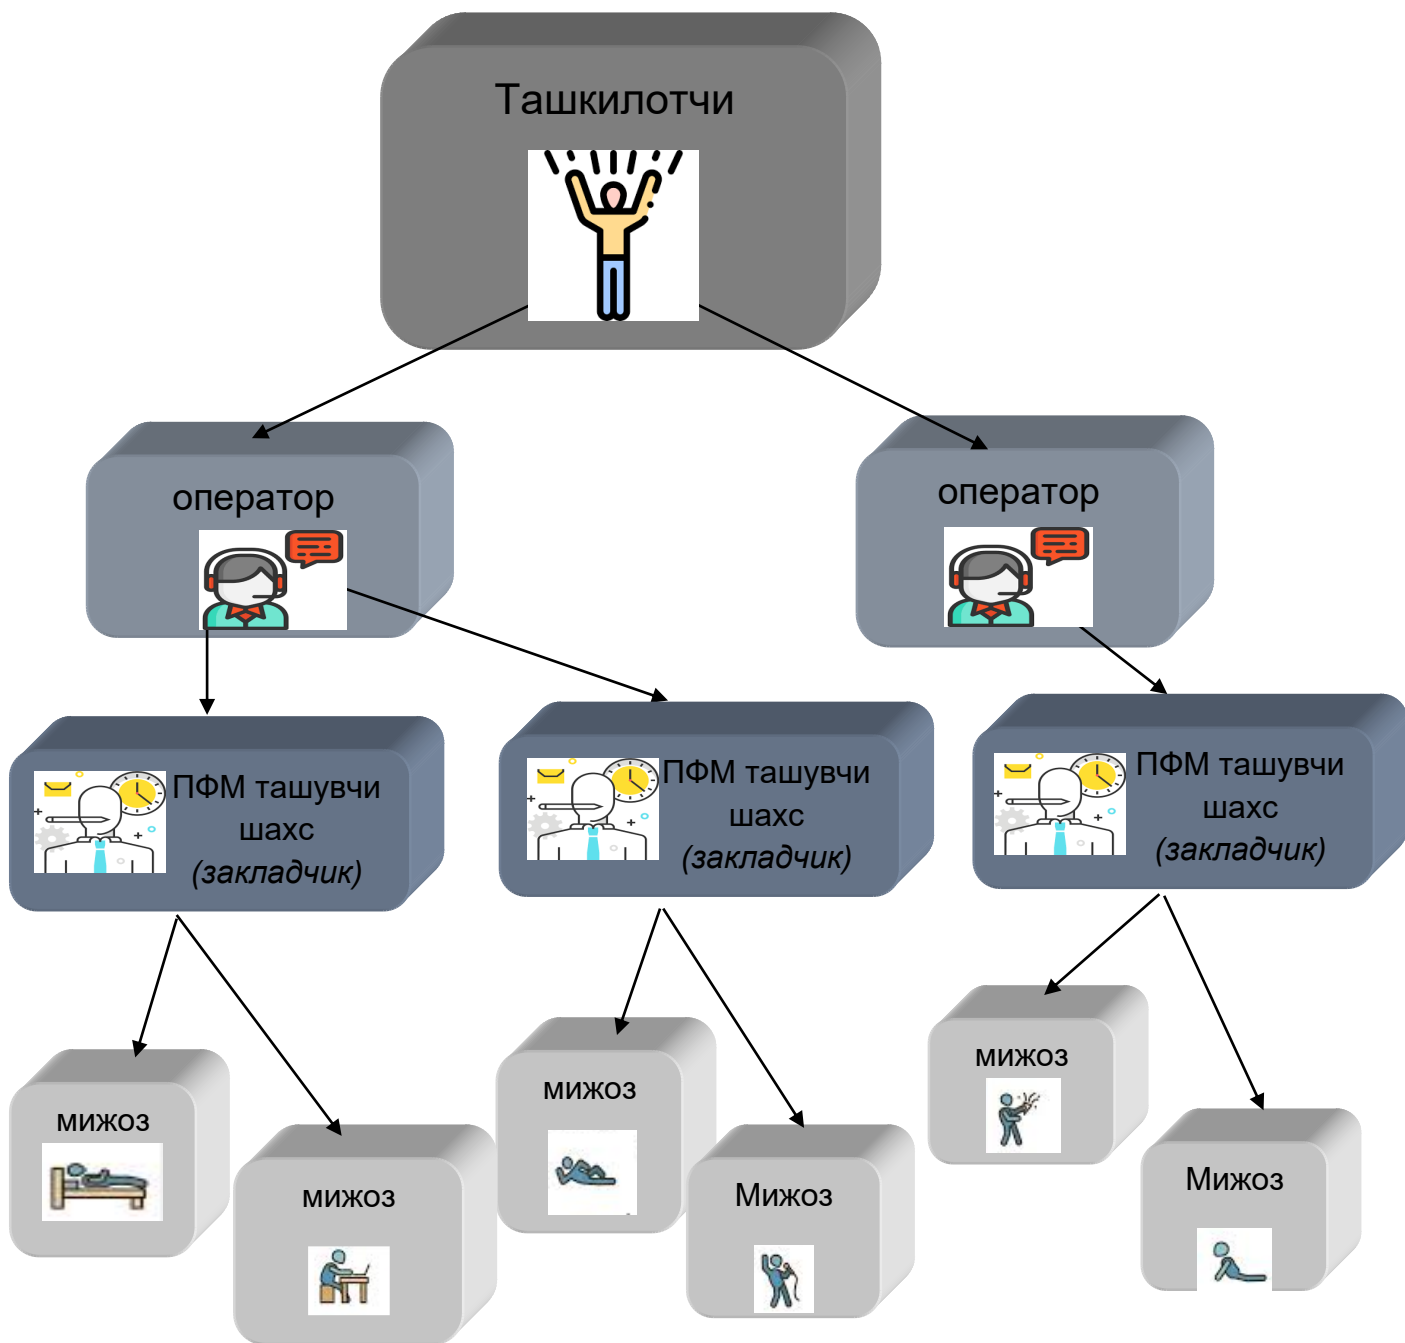 Ташкилотчи
оператор
оператор
ПФМ ташувчи
шахс
(закладчик)
ПФМ ташувчи
шахс
(закладчик)
ПФМ ташувчи
шахс
(закладчик)
мижоз
мижоз
мижоз
Мижоз
мижоз
Мижоз